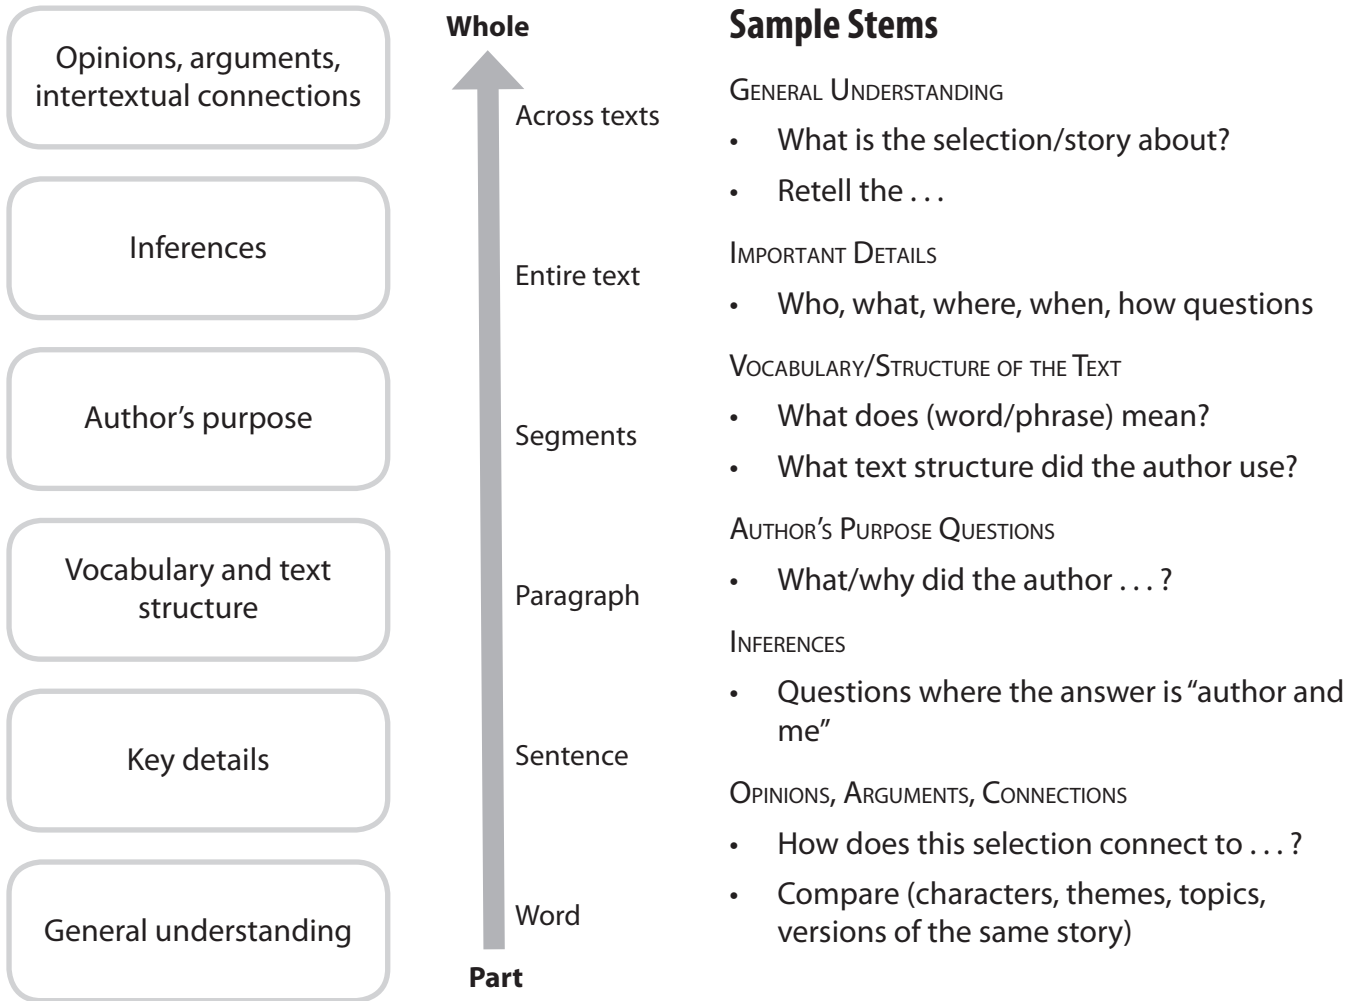 Opinions, arguments,
intertextual connections
Inferences
Author's purpose
Vocabulary and text
structure
Key details
General understanding
Whole
Across texts
Entire text
Segments
Paragraph
Sentence
Word
Part
Sample Stems
GENERAL UNDERSTANDING
• What is the selection/story about?
• Retell the . . .
IMPORTANT DETAILS
• Who, what, where, when, how questions
VOCABULARY/STRUCTURE OF THE TEXT
• What does (word/phrase) mean?
• What text structure did the author use?
AUTHOR'S PURPOSE QUESTIONS
• What/why did the author . . . ?
INFERENCES
• Questions where the answer is “author and
me”
OPINIONS, ARGUMENTS, CONNECTIONS
• How does this selection connect to . . . ?
• Compare (characters, themes, topics,
versions of the same story)